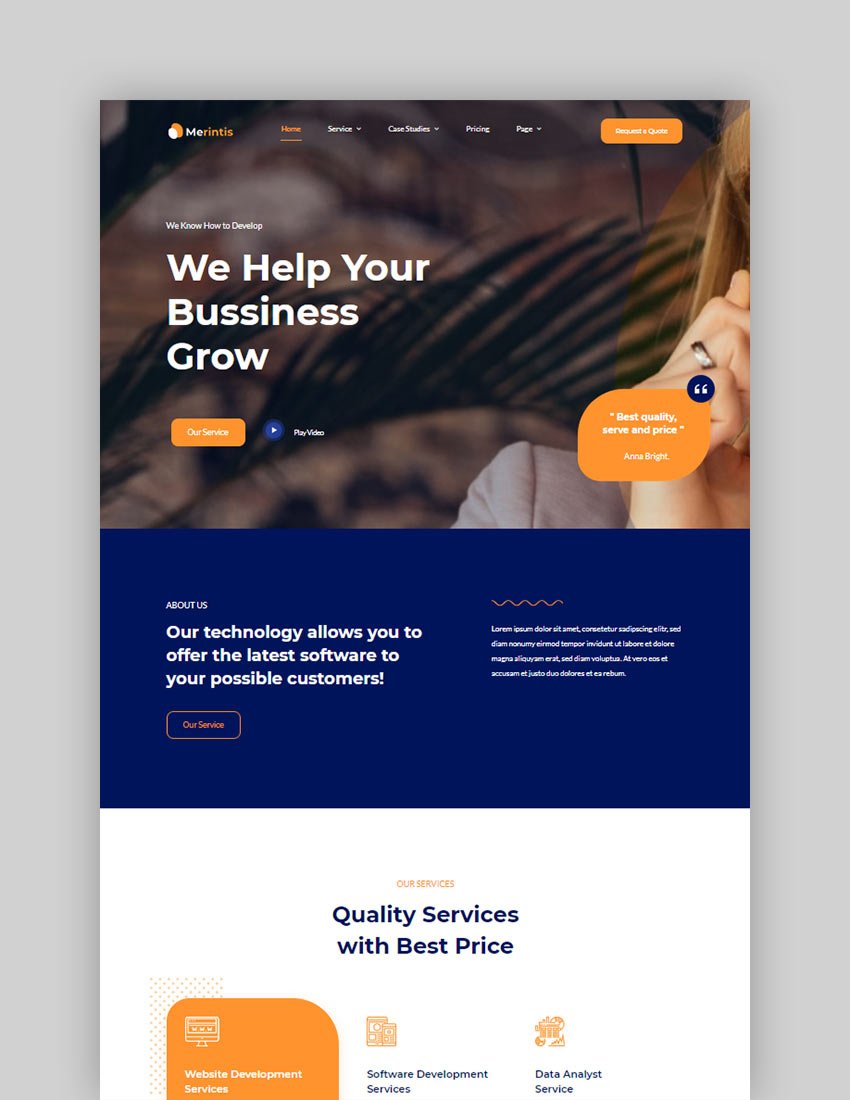 Merintis
Home
Service
Case Studies
Pricing
Page
Request a Quote
We Know How to Develop
We Help Your
Bussiness
Grow
Our Service
Play Video
“
" Best quality,
serve and price "
Anna Bright.
ABOUT US
Our technology allows you to
offer the latest software to
your possible customers!
Our Service
Lorem ipsum dolor sit amet, consetetur sadipscing elitr, sed
diam nonumy eirmod tempor invidunt ut labore et dolore
magna aliquyam erat, sed diam voluptua. At vero eos et
accusam et justo duo dolores et ea rebum.
OUR SERVICES
Quality Services
with Best Price
Website Development
Services
Software Development
Services
Data Analyst
Service